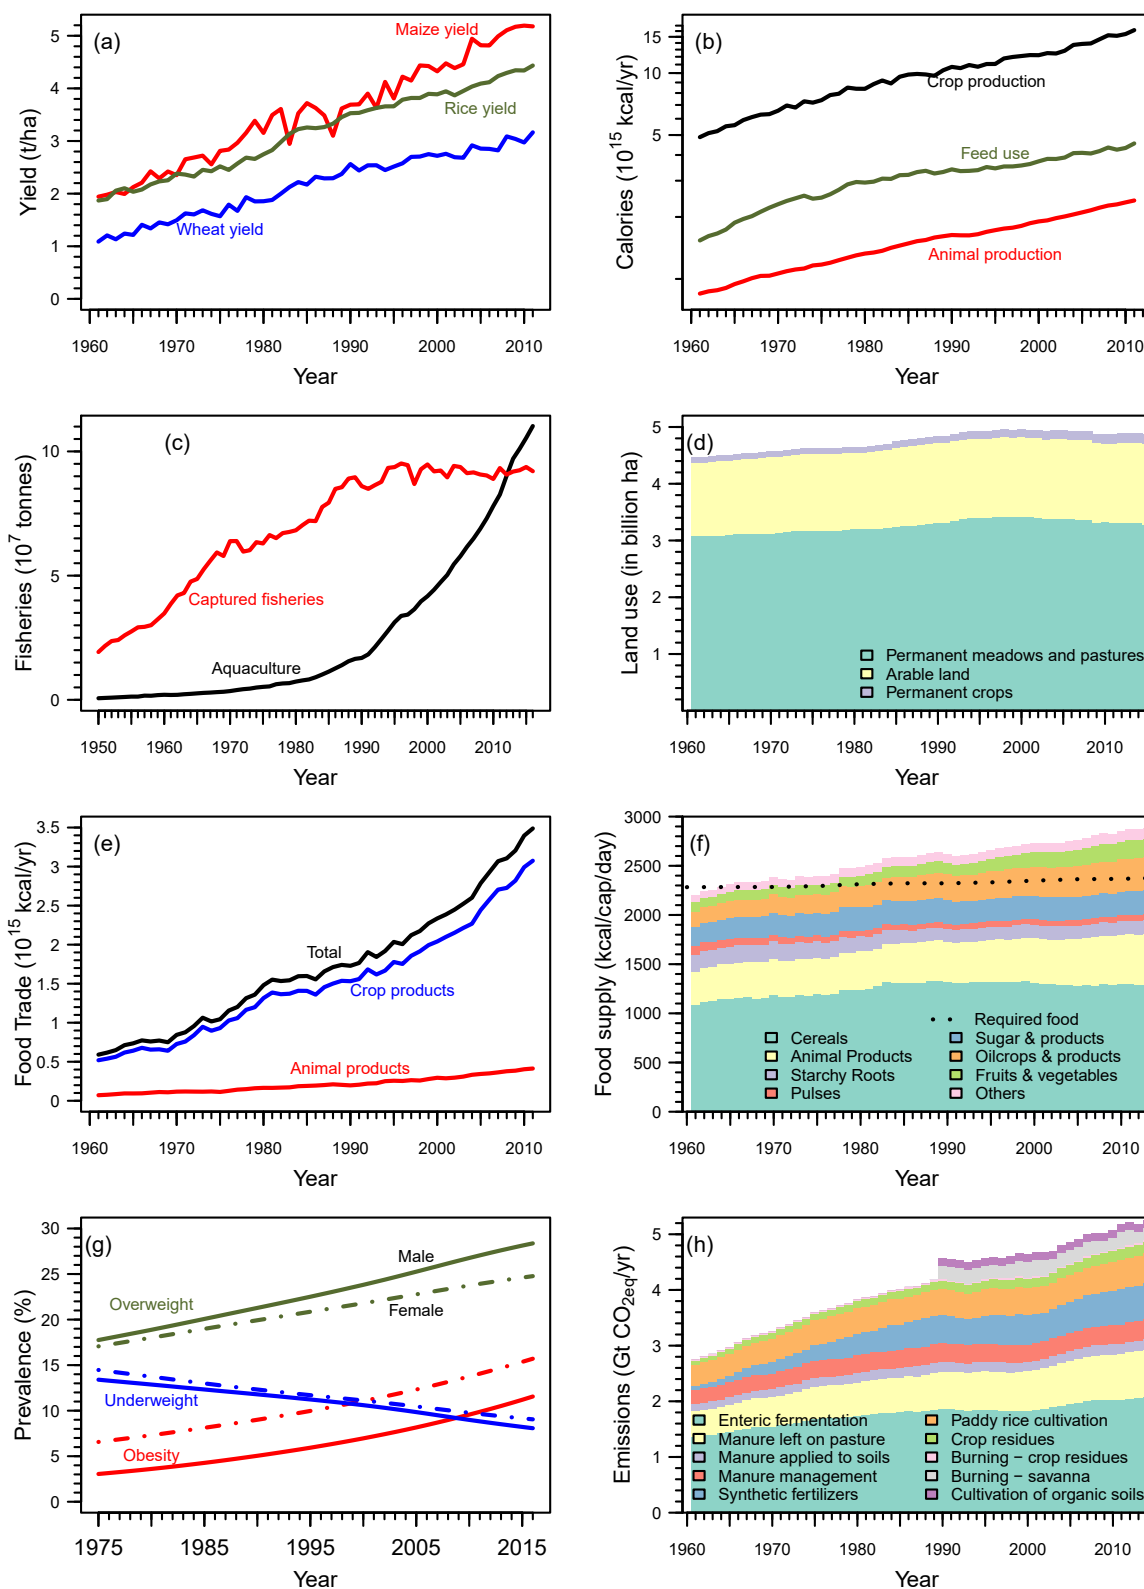 (a)
Maize yield
Rice yield
Wheat yield
Yield (t/ha)
5
4
3
2
1
0
1960 1970 1980 1990 2000 2010
Year
(b)
Crop production
Feed use
Animal production
Calories (10^15 kcal/yr)
15
10
5
1960 1970 1980 1990 2000 2010
Year
(c)
Captured fisheries
Aquaculture
Fisheries (10^7 tonnes)
10
5
0
1950 1960 1970 1980 1990 2000 2010
Year
(d)
Land use (in billion ha)
5
4
3
2
1
Permanent meadows and pastures
Arable land
Permanent crops
1960 1970 1980 1990 2000 2010
Year
(e)
Total
Crop products
Animal products
Food Trade (10^15 kcal/yr)
3.5
3
2.5
2
1.5
1
0.5
0
1960 1970 1980 1990 2000 2010
Year
(f)
Food supply (kcal/cap/day)
3000
2500
2000
1500
1000
500
0
Required food
Cereals
Animal Products
Starchy Roots
Pulses
Sugar & products
Oilcrops & products
Fruits & vegetables
Others
1960 1970 1980 1990 2000 2010
Year
(g)
Male
Female
Overweight
Underweight
Obesity
Prevalence (%)
30
25
20
15
10
5
0
1975 1985 1995 2005 2015
Year
(h)
Emissions (Gt CO2eq/yr)
5
4
3
2
1
0
Enteric fermentation
Manure left on pasture
Manure applied to soils
Manure management
Synthetic fertilizers
Paddy rice cultivation
Crop residues
Burning − crop residues
Burning − savanna
Cultivation of organic soils
1960 1970 1980 1990 2000 2010
Year